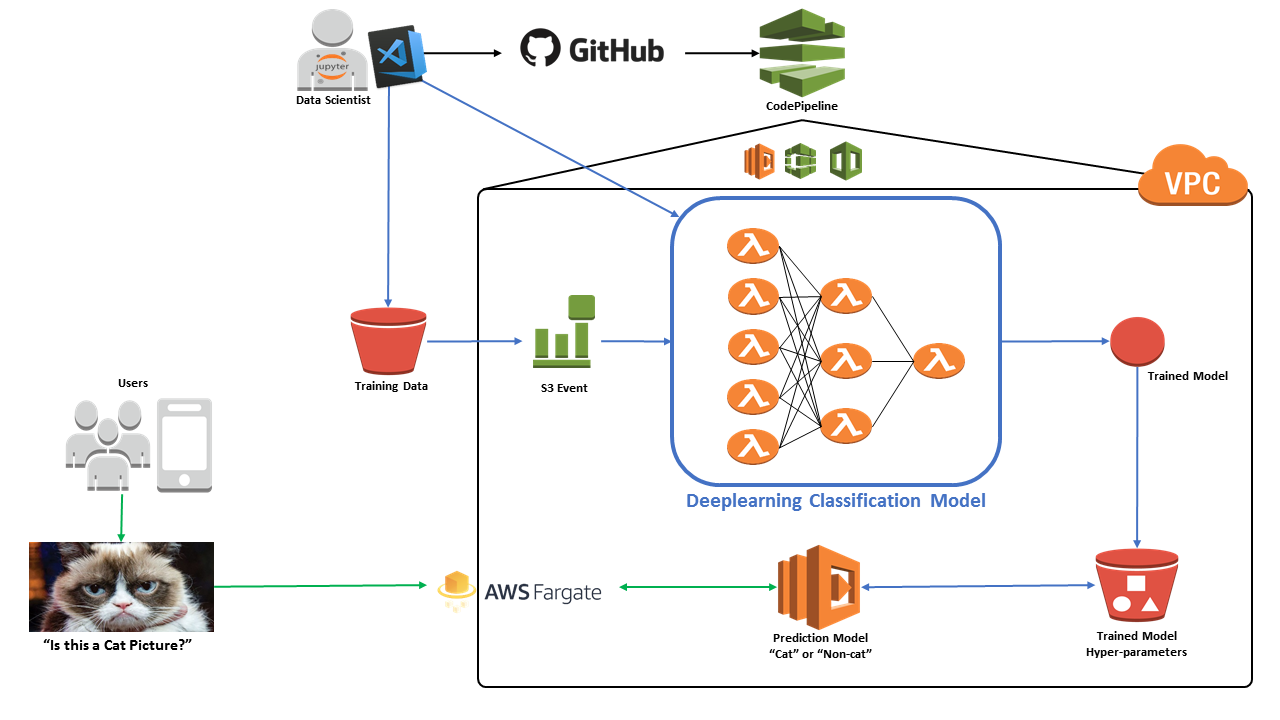 jupyter
GitHub
Data Scientist
CodePipeline
VPC
Training Data
S3 Event
Trained Model
Users
Deeplearning Classification Model
AWS Fargate
“Is this a Cat Picture?”
Prediction Model
“Cat” or “Non-cat”
Trained Model
Hyper-parameters